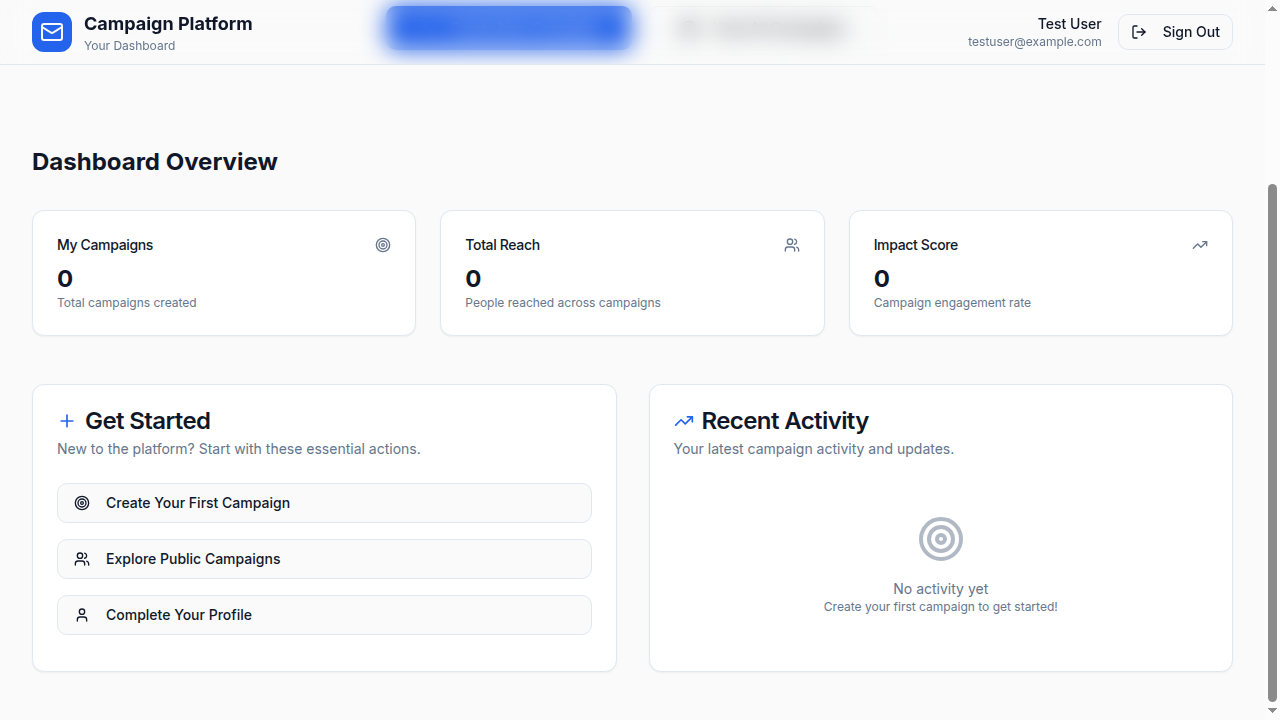 Campaign Platform
Your Dashboard
Test User
testuser@example.com
Sign Out
Dashboard Overview
My Campaigns
0
Total campaigns created
Total Reach
0
People reached across campaigns
Impact Score
0
Campaign engagement rate
Get Started
New to the platform? Start with these essential actions.
Create Your First Campaign
Explore Public Campaigns
Complete Your Profile
Recent Activity
Your latest campaign activity and updates.
No activity yet
Create your first campaign to get started!